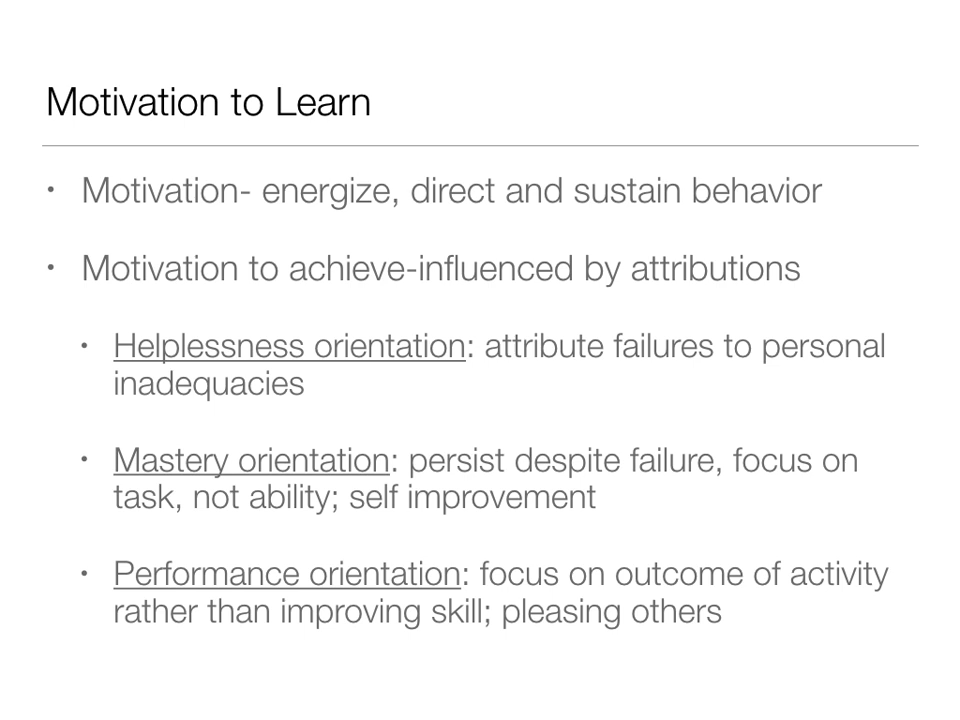 Motivation to Learn
• Motivation- energize, direct and sustain behavior
• Motivation to achieve-influenced by attributions
• Helplessness orientation: attribute failures to personal
inadequacies
• Mastery orientation: persist despite failure, focus on
task, not ability; self improvement
• Performance orientation: focus on outcome of activity
rather than improving skill; pleasing others